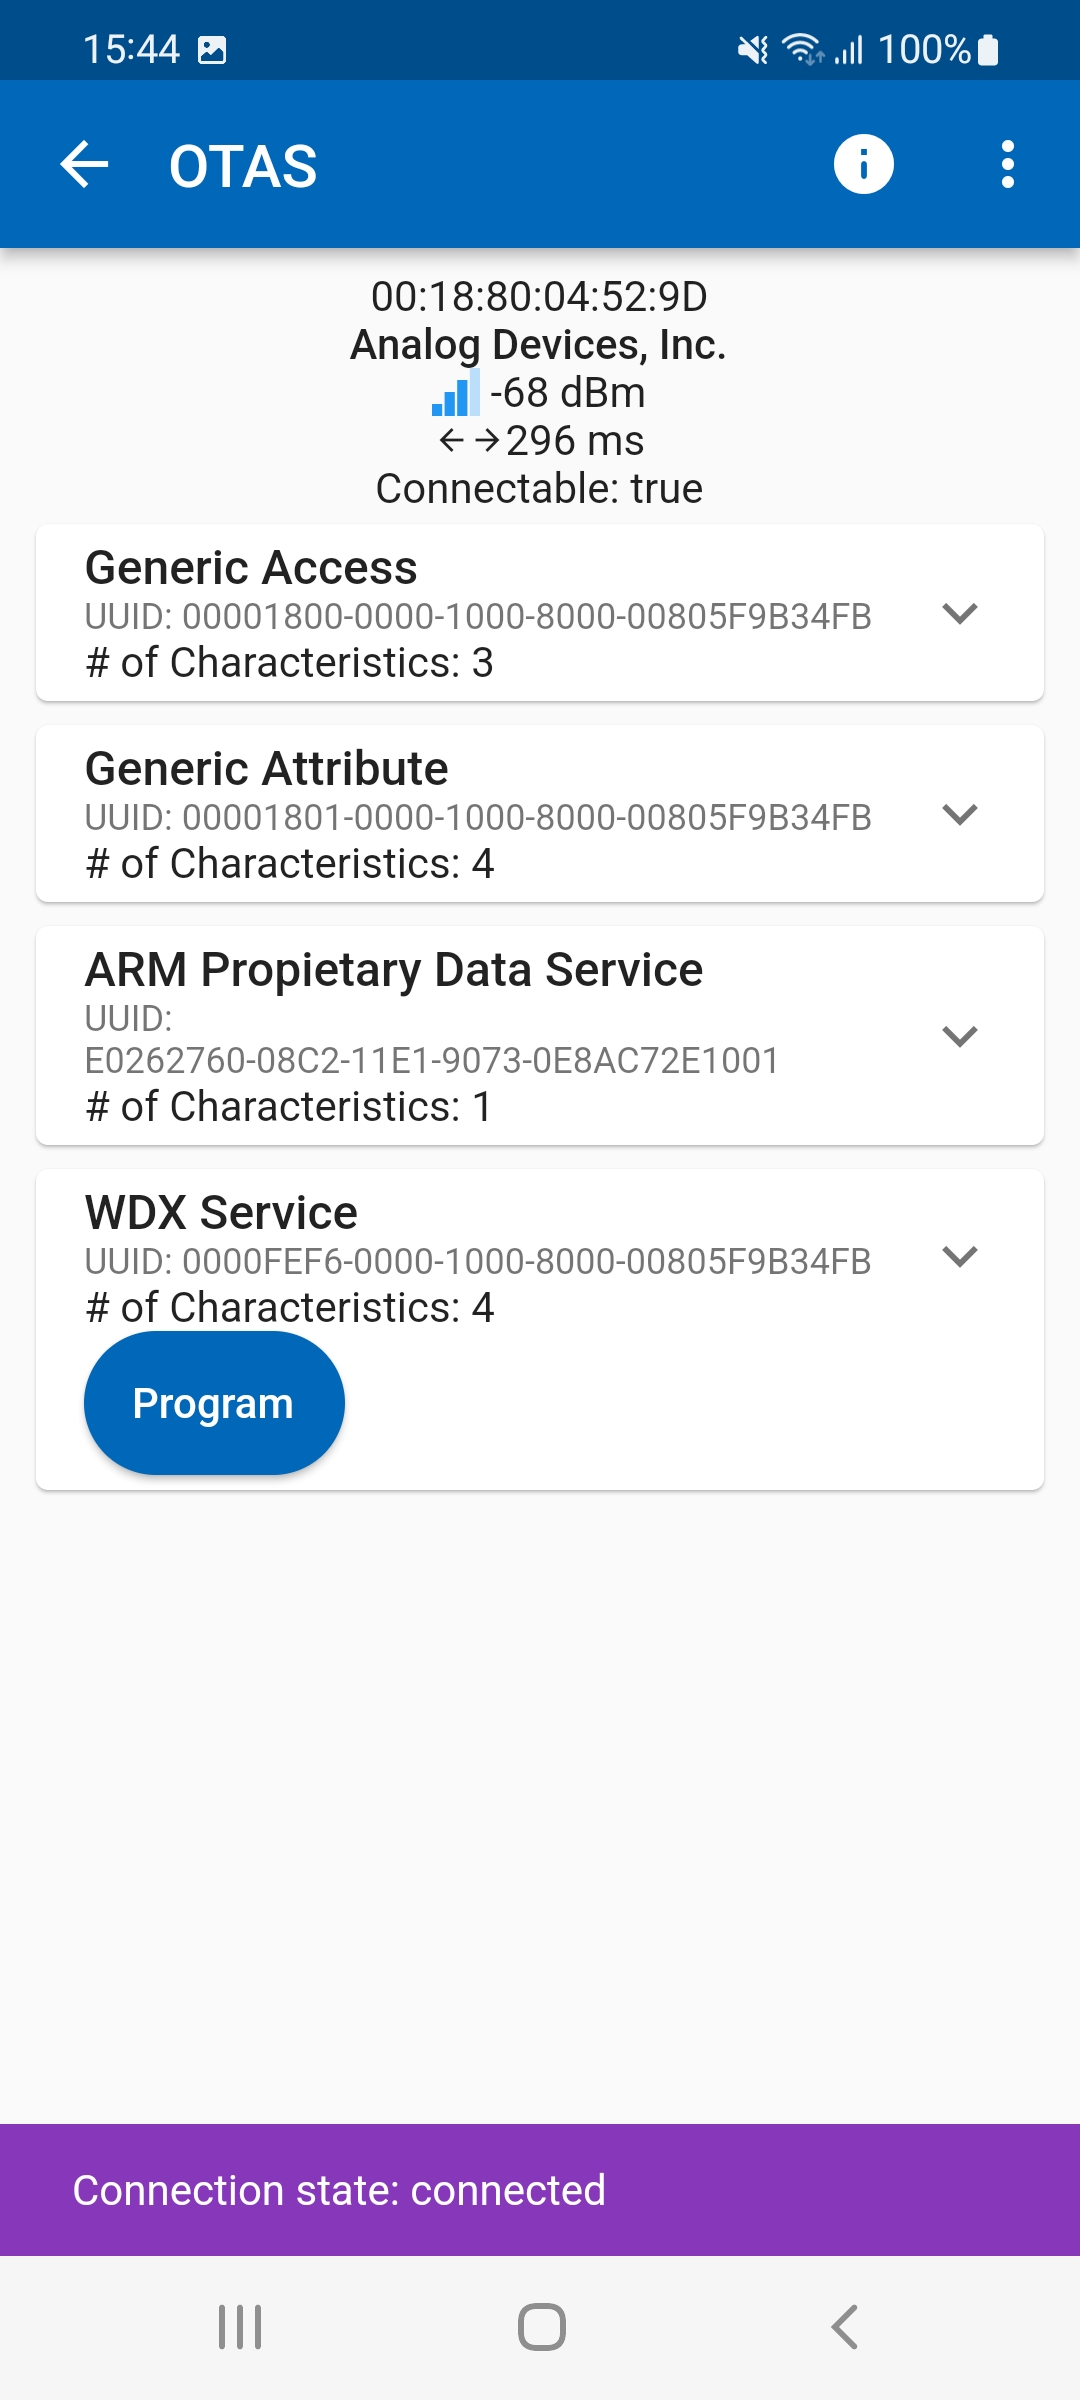 15:44 100%
OTAS
00:18:80:04:52:9D
Analog Devices, Inc.
-68 dBm
296 ms
Connectable: true
Generic Access
UUID: 00001800-0000-1000-8000-00805F9B34FB
# of Characteristics: 3
Generic Attribute
UUID: 00001801-0000-1000-8000-00805F9B34FB
# of Characteristics: 4
ARM Propietary Data Service
UUID:
E0262760-08C2-11E1-9073-0E8AC72E1001
# of Characteristics: 1
WDX Service
UUID: 0000FEF6-0000-1000-8000-00805F9B34FB
# of Characteristics: 4
Program
Connection state: connected